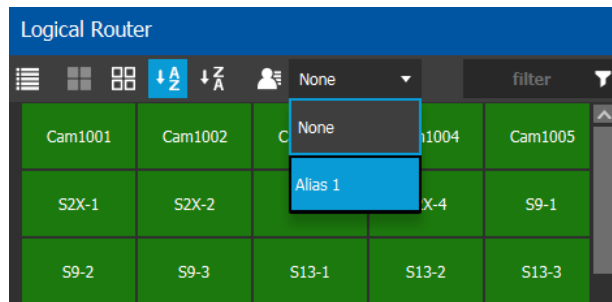 Logical Router
A Z Z A None filter
None
Alias 1
Cam1001 Cam1002 C 1004 Cam1005
S2X-1 S2X-2 X-4 S9-1
S9-2 S9-3 S13-1 S13-2 S13-3